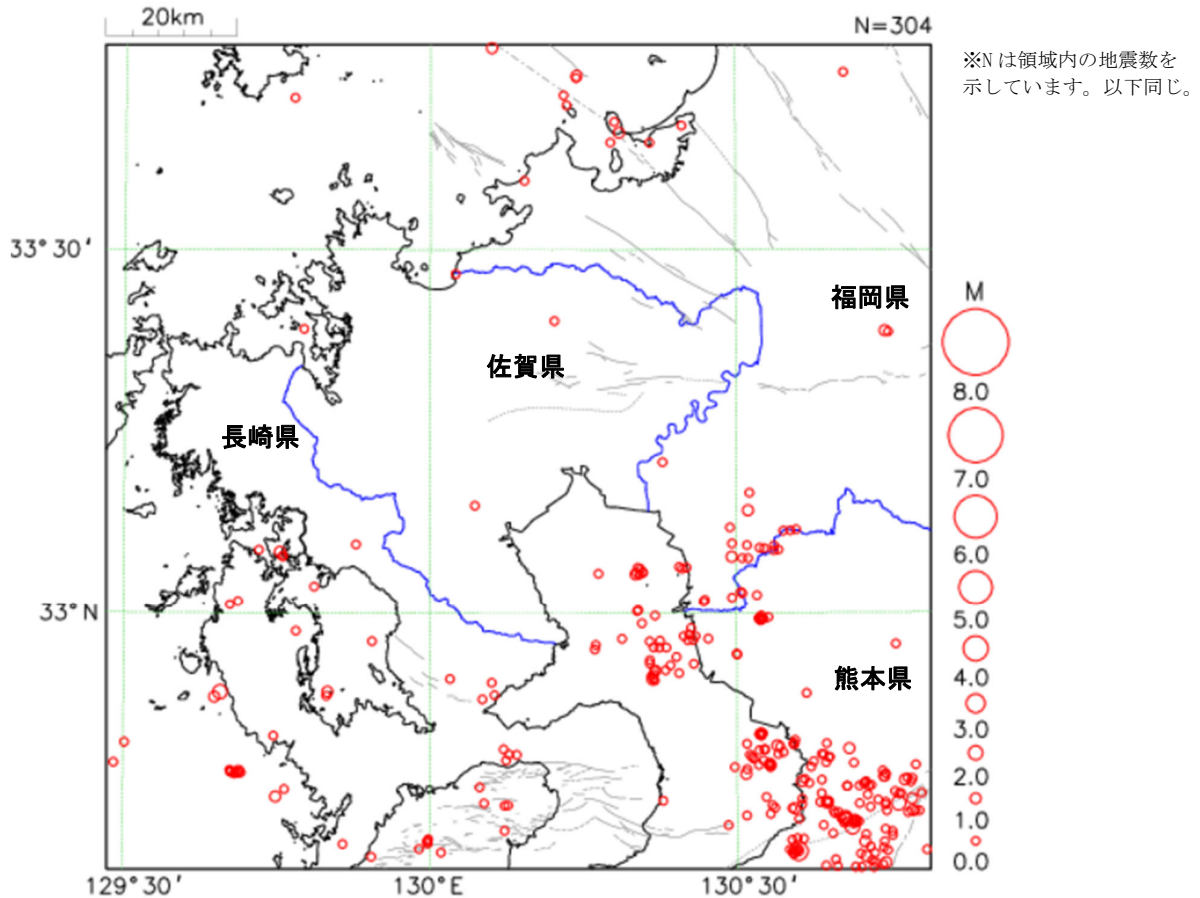 20km
N=304
※N は領域内の地震数を
示しています。以下同じ。
33° 30′
福岡県
M
佐賀県
8.0
長崎県
7.0
6.0
33° N
5.0
熊本県
4.0
3.0
2.0
1.0
0.0
129° 30′
130° E
130° 30′